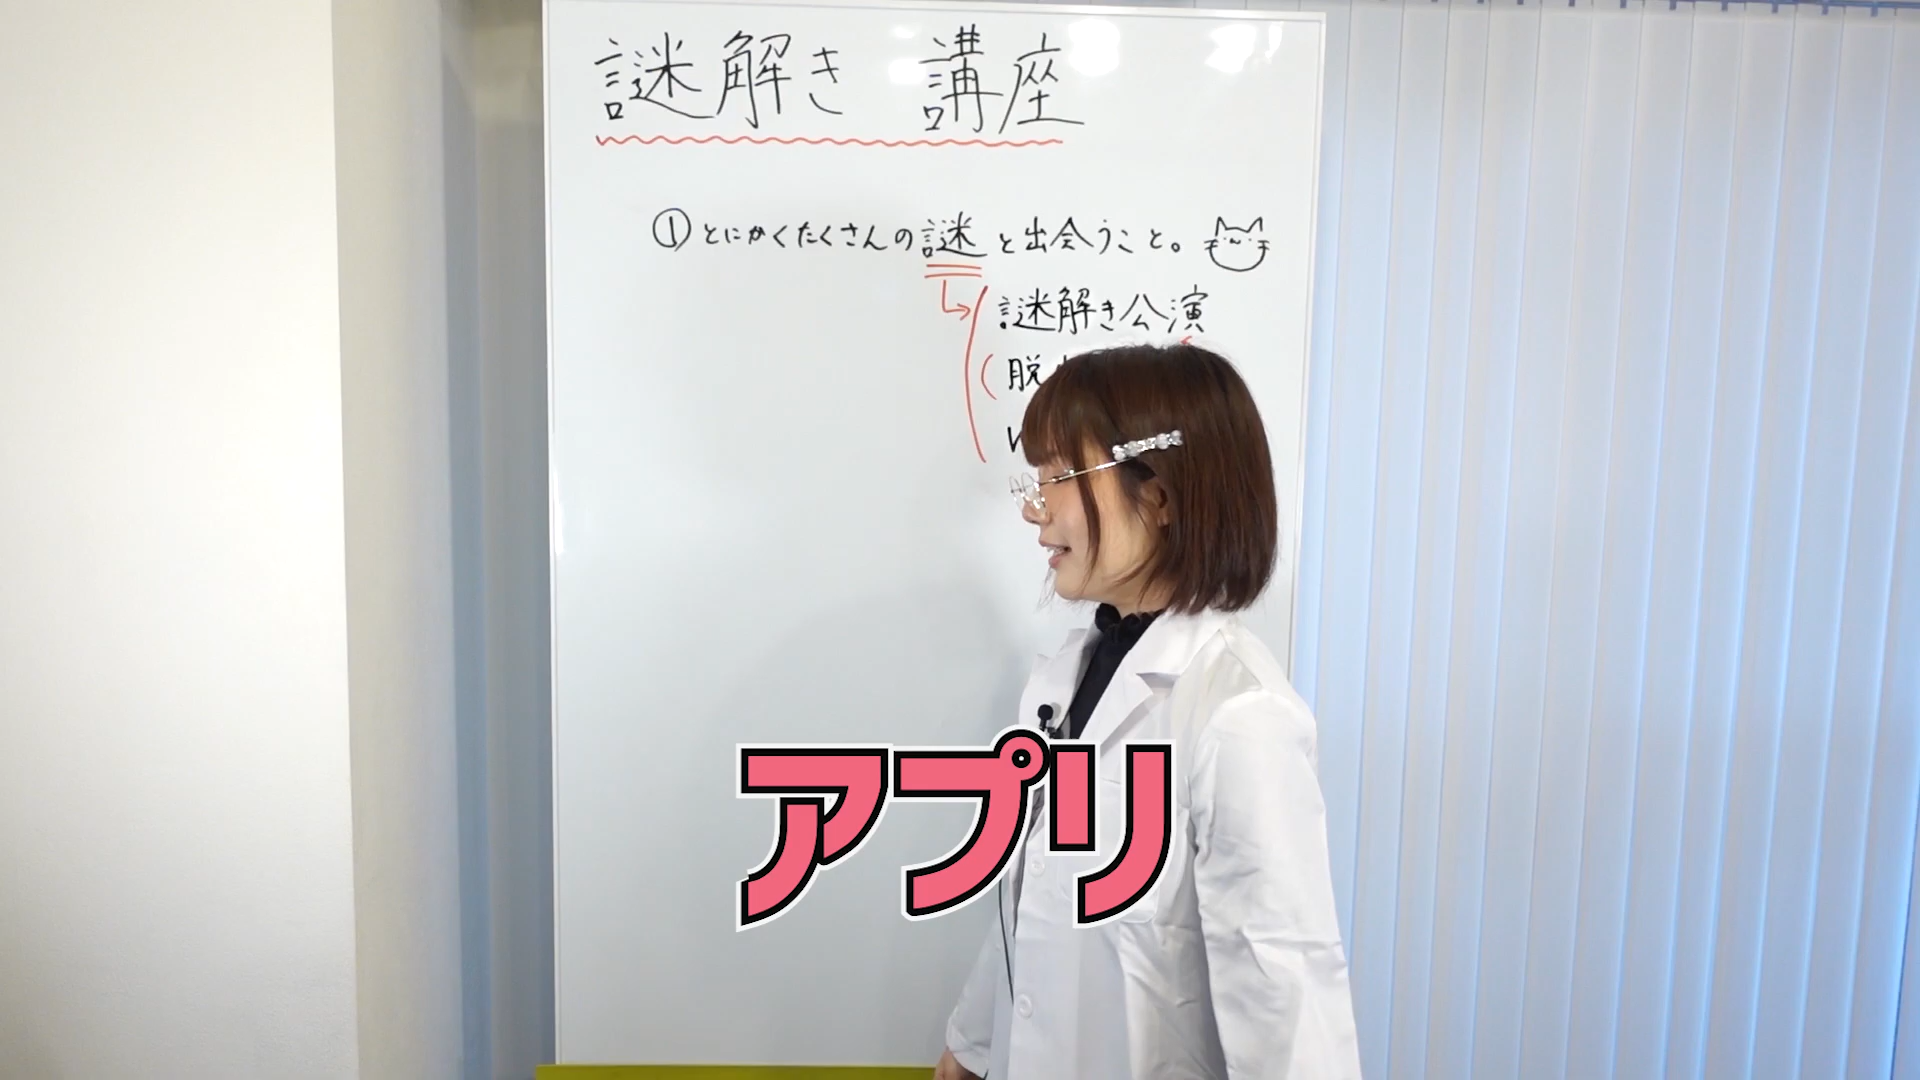 謎解き 講座
①とにかくたくさんの謎と出会うこと。
謎解き公演
(脱
アプリ